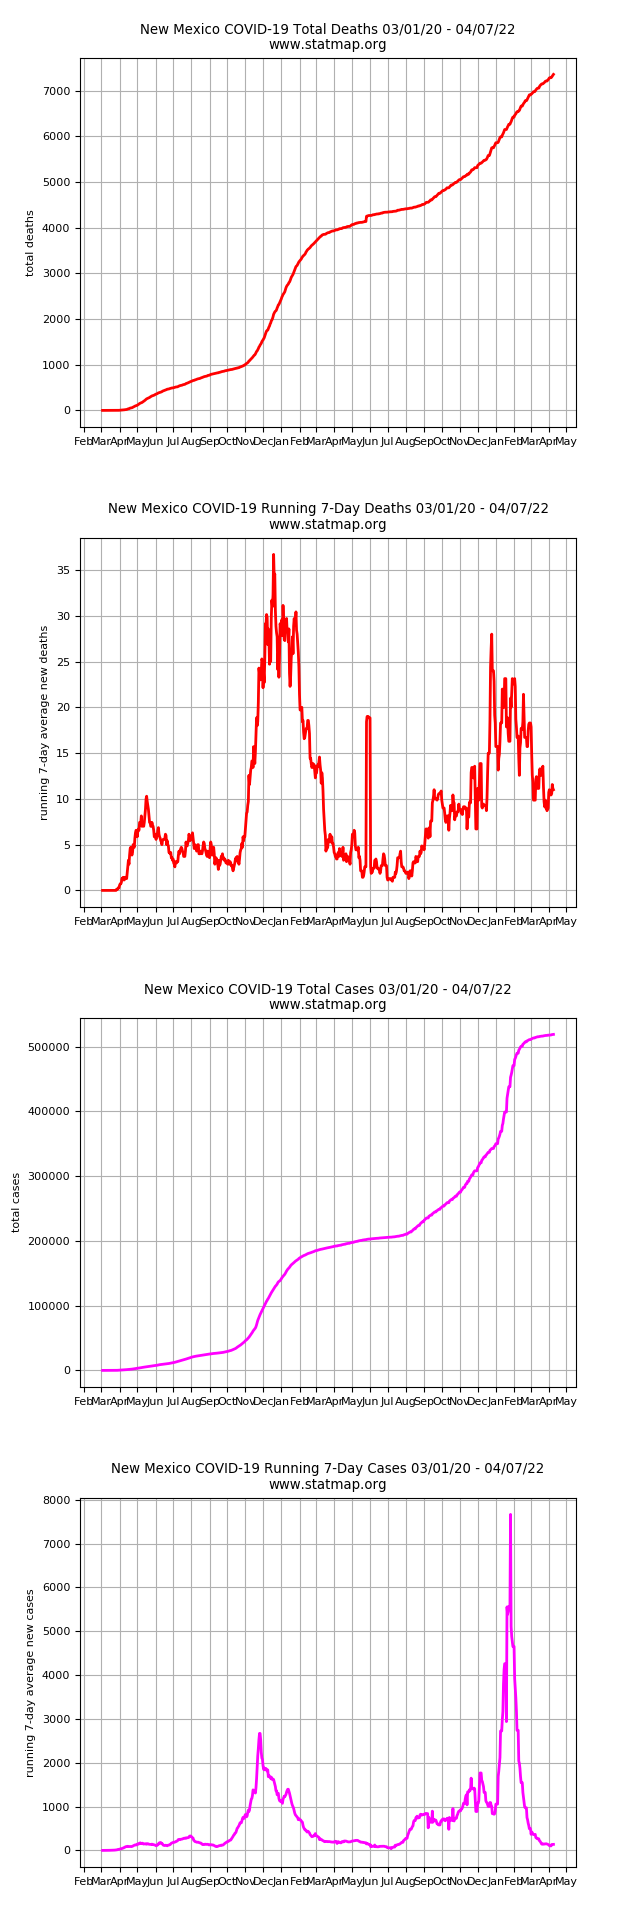 New Mexico COVID-19 Total Deaths 03/01/20 - 04/07/22
www.statmap.org
7000
6000
5000
4000
3000
2000
1000
0
total deaths
Feb Mar Apr May Jun Jul Aug Sep Oct Nov Dec Jan Feb Mar Apr May Jun Jul Aug Sep Oct Nov Dec Jan Feb Mar Apr May
New Mexico COVID-19 Running 7-Day Deaths 03/01/20 - 04/07/22
www.statmap.org
35
30
25
20
15
10
5
0
running 7-day average new deaths
Feb Mar Apr May Jun Jul Aug Sep Oct Nov Dec Jan Feb Mar Apr May Jun Jul Aug Sep Oct Nov Dec Jan Feb Mar Apr May
New Mexico COVID-19 Total Cases 03/01/20 - 04/07/22
www.statmap.org
500000
400000
300000
200000
100000
0
total cases
Feb Mar Apr May Jun Jul Aug Sep Oct Nov Dec Jan Feb Mar Apr May Jun Jul Aug Sep Oct Nov Dec Jan Feb Mar Apr May
New Mexico COVID-19 Running 7-Day Cases 03/01/20 - 04/07/22
www.statmap.org
8000
7000
6000
5000
4000
3000
2000
1000
0
running 7-day average new cases
Feb Mar Apr May Jun Jul Aug Sep Oct Nov Dec Jan Feb Mar Apr May Jun Jul Aug Sep Oct Nov Dec Jan Feb Mar Apr May